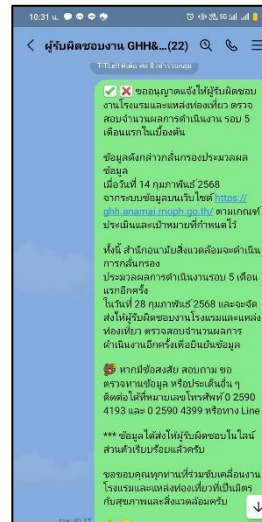 10:31 น.
ผู้รับผิดชอบงาน GHH&...(22)
✅ ❌ ขออนุญาตแจ้งให้ผู้รับผิดชอบ
งานโรงแรมและแหล่งท่องเที่ยว ตรวจ
สอบจำนวนผลการดำเนินงาน รอบ 5
เดือนแรกในเบื้องต้น
ข้อมูลดังกล่าวกลั่นกรองประมวลผล
ข้อมูล
เมื่อวันที่ 14 กุมภาพันธ์ 2568
จากระบบข้อมูลบนเว็บไซต์ https://
ghh.anamai.moph.go.th/ ตามเกณฑ์
ประเมินและเป้าหมายที่กำหนดไว้
ทั้งนี้ สำนักอนามัยสิ่งแวดล้อมจะดำเนิน
การกลั่นกรอง
ประมวลผลการดำเนินงานรอบ 5 เดือน
แรกอีกครั้ง
ในวันที่ 28 กุมภาพันธ์ 2568 และจะจัด
ส่งให้ผู้รับผิดชอบงานโรงแรมและแหล่ง
ท่องเที่ยว ตรวจสอบจำนวนผลการ
ดำเนินงานอีกครั้งเพื่อยืนยันข้อมูล
หากมีข้อสงสัย สอบถาม ขอ
ตรวจทานข้อมูล หรือประเด็นอื่น ๆ
ติดต่อได้ที่หมายเลขโทรศัพท์ 0 2590
4193 และ 0 2590 4399 หรือทาง Line
*** ข้อมูลได้ส่งให้ผู้รับผิดชอบในไลน์
ส่วนตัวเรียบร้อยแล้วครับ
ขอขอบคุณทุกท่านที่ร่วมขับเคลื่อนงาน
โรงแรมและแหล่งท่องเที่ยวที่เป็นมิตร
กับสุขภาพและสิ่งแวดล้อมครับ